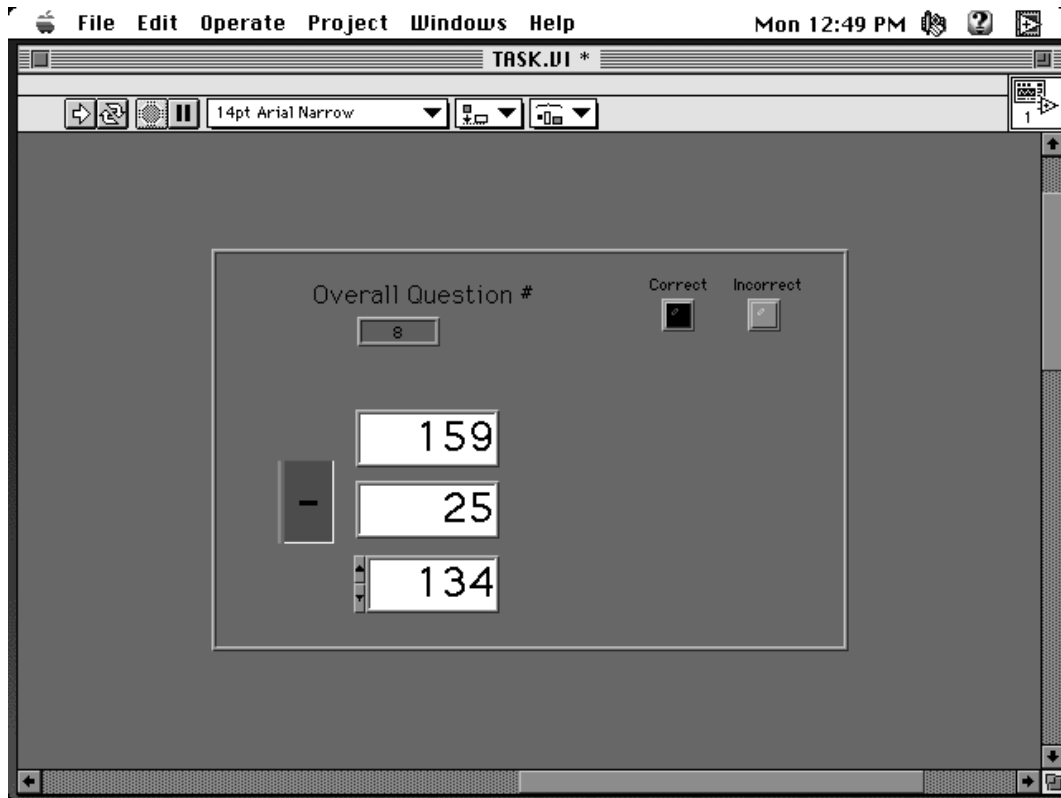 File Edit Operate Project Windows Help Mon 12:49 PM
TASK.VI *
14pt Arial Narrow
1
Overall Question #
Correct Incorrect
8
159
- 25
134